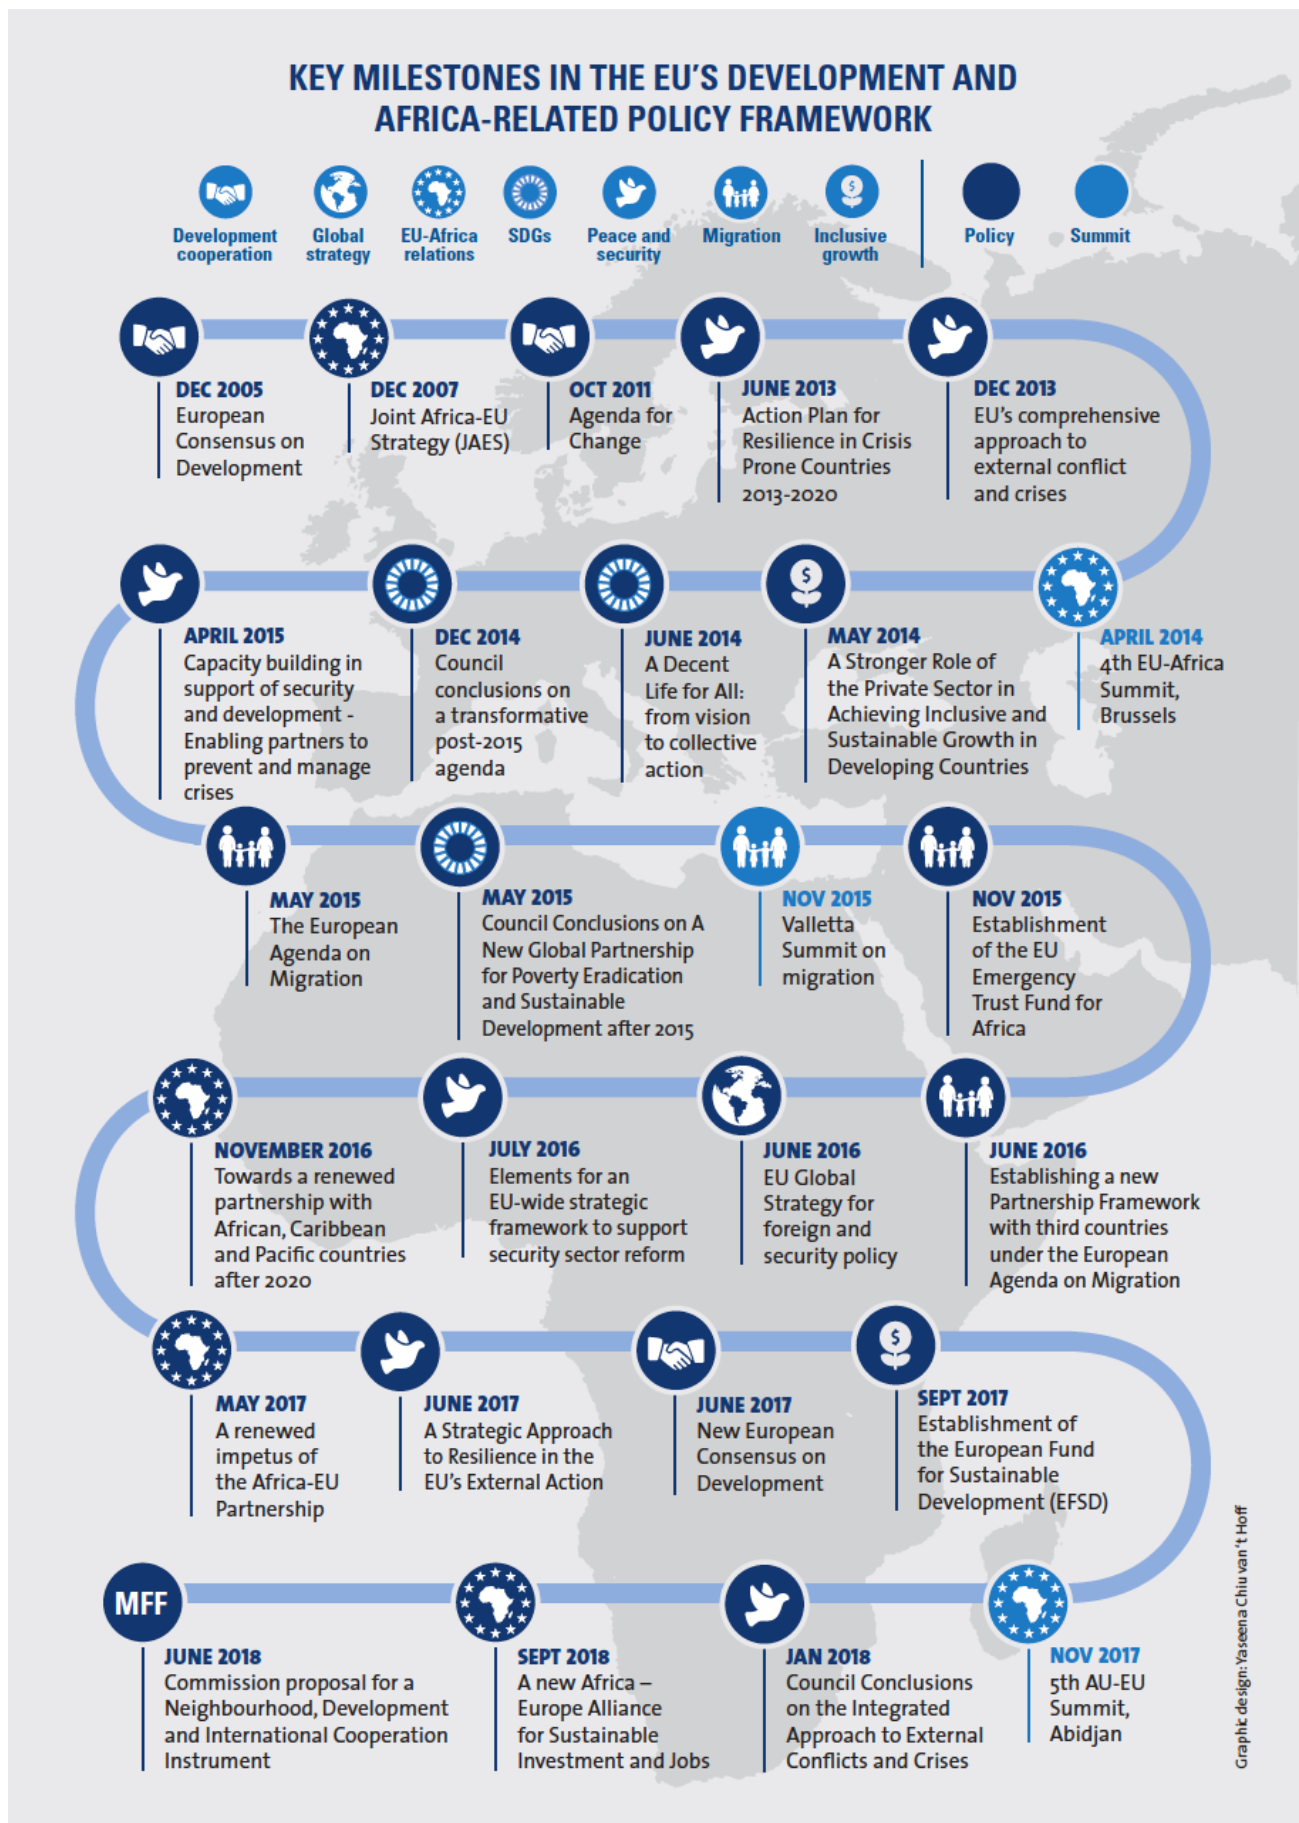 KEY MILESTONES IN THE EU'S DEVELOPMENT AND
AFRICA-RELATED POLICY FRAMEWORK
Development
cooperation
Global
strategy
EU-Africa
relations
SDGs
Peace and
security
Migration
$
Inclusive
growth
Policy
Summit
DEC 2005
European
Consensus on
Development
DEC 2007
Joint Africa-EU
Strategy (JAES)
OCT 2011
Agenda for
Change
JUNE 2013
Action Plan for
Resilience in Crisis
Prone Countries
2013-2020
DEC 2013
EU's comprehensive
approach to
external conflict
and crises
APRIL 2015
Capacity building in
support of security
and development -
Enabling partners to
prevent and manage
crises
DEC 2014
Council
conclusions on
a transformative
post-2015
agenda
JUNE 2014
A Decent
Life for All:
from vision
to collective
action
$
MAY 2014
A Stronger Role of
the Private Sector in
Achieving Inclusive and
Sustainable Growth in
Developing Countries
APRIL 2014
4th EU-Africa
Summit,
Brussels
MAY 2015
The European
Agenda on
Migration
MAY 2015
Council Conclusions on A
New Global Partnership
for Poverty Eradication
and Sustainable
Development after 2015
NOV 2015
Valletta
Summit on
migration
NOV 2015
Establishment
of the EU
Emergency
Trust Fund for
Africa
NOVEMBER 2016
Towards a renewed
partnership with
African, Caribbean
and Pacific countries
after 2020
JULY 2016
Elements for an
EU-wide strategic
framework to support
security sector reform
JUNE 2016
EU Global
Strategy for
foreign and
security policy
JUNE 2016
Establishing a new
Partnership Framework
with third countries
under the European
Agenda on Migration
MAY 2017
A renewed
impetus of
the Africa-EU
Partnership
JUNE 2017
A Strategic Approach
to Resilience in the
EU's External Action
JUNE 2017
New European
Consensus on
Development
$
SEPT 2017
Establishment of
the European Fund
for Sustainable
Development (EFSD)
MFF
JUNE 2018
Commission proposal for a
Neighbourhood, Development
and International Cooperation
Instrument
SEPT 2018
A new Africa –
Europe Alliance
for Sustainable
Investment and Jobs
JAN 2018
Council Conclusions
on the Integrated
Approach to External
Conflicts and Crises
NOV 2017
5th AU-EU
Summit,
Abidjan
Graphic design: Yaseena Chiu van't Hoff